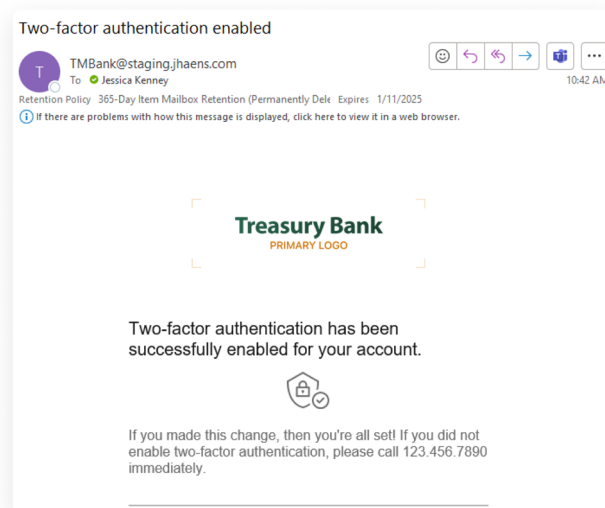 Two-factor authentication enabled
T
TMBank@staging.jhaens.com
To Jessica Kenney
10:42 AM
Retention Policy 365-Day Item Mailbox Retention (Permanently Dele Expires 1/11/2025
i If there are problems with how this message is displayed, click here to view it in a web browser.
Treasury Bank
PRIMARY LOGO
Two-factor authentication has been
successfully enabled for your account.
If you made this change, then you're all set! If you did not
enable two-factor authentication, please call 123.456.7890
immediately.